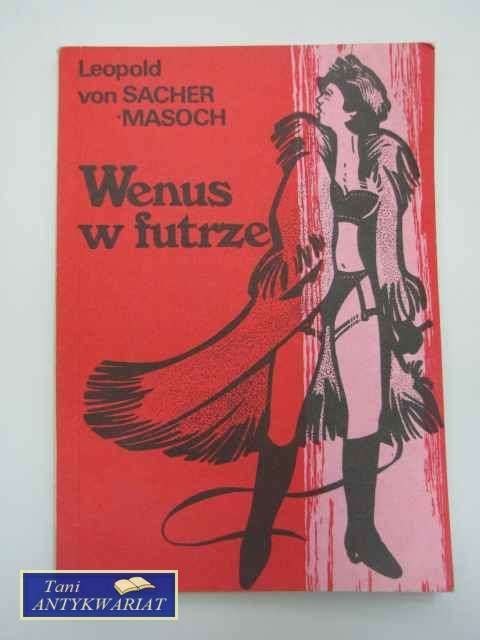 Leopold
von SACHER
-MASOCH
Wenus
w futrze
Tani
ANTYKWARIAT